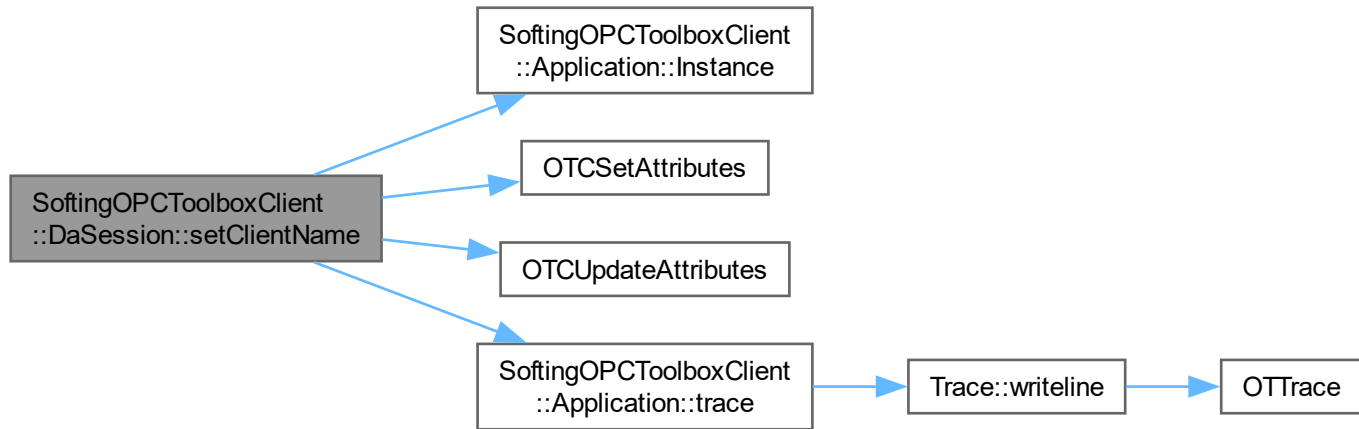 SoftingOPCToolboxClient
::Application::Instance
OTCSetAttributes
SoftingOPCToolboxClient
::DaSession::setClientName
OTCUpdateAttributes
SoftingOPCToolboxClient
::Application::trace
Trace::writeline
OTTrace